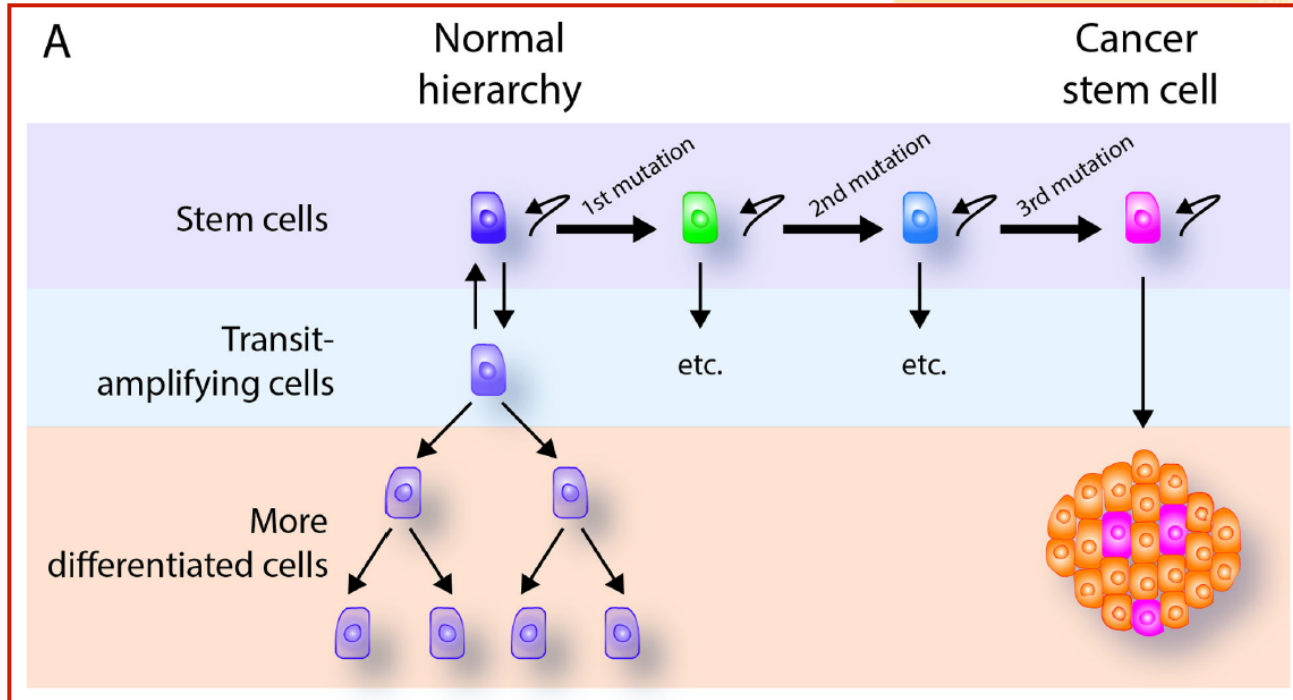 A
Normal
hierarchy
Cancer
stem cell
Stem cells
1st mutation
2nd mutation
3rd mutation
Transit-
amplifying cells
etc.
etc.
More
differentiated cells